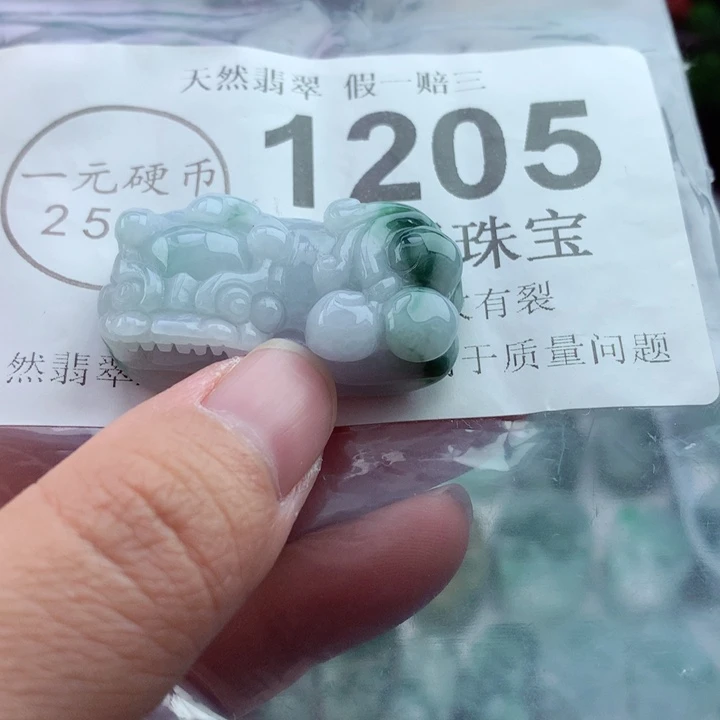 天然翡翠 假一赔三
1205
一元硬币
25
珠宝
有裂
然翡翠
于质量问题